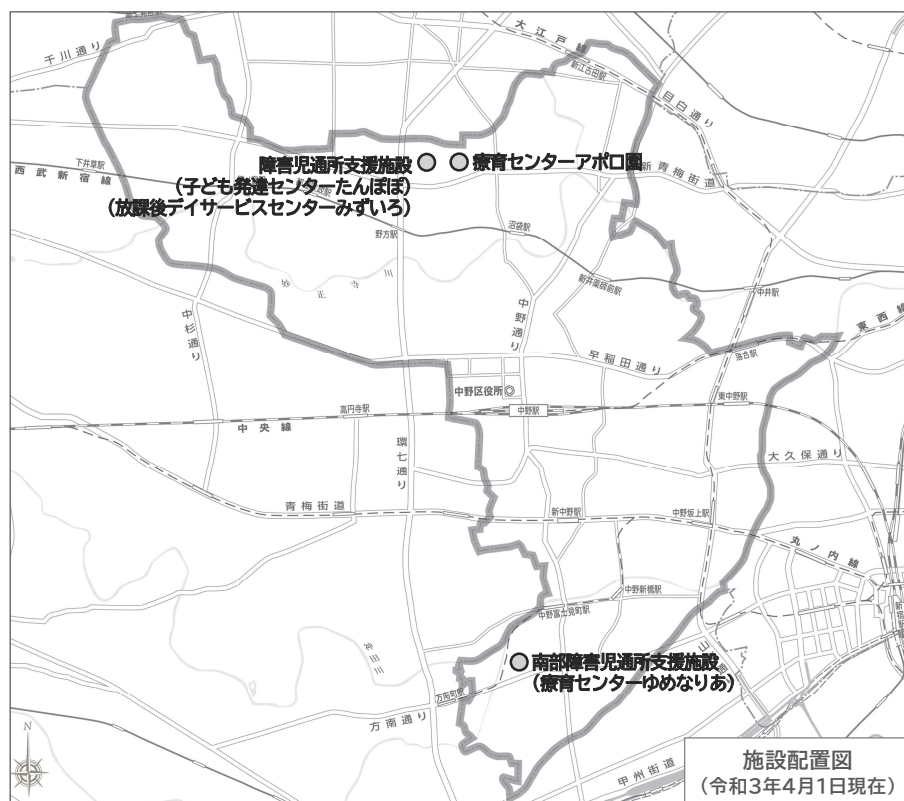 千川通り
大江戸線
新江古田駅
目白通り
障害児通所支援施設
(子ども発達センターたんぽぽ)
(放課後デイサービスセンターみずいろ)
療育センターアポロ園
新青梅街道
下井草駅
西武新宿線
野方駅
沼袋駅
妙正寺川
新井薬師前駅
中井駅
中杉通り
中野通り
東西線
落合駅
早稲田通り
中野区役所◎
高円寺駅
中野駅
東中野駅
中央線
環七通り
大久保通り
青梅街道
新中野駅
中野坂上駅
丸ノ内線
中野新橋駅
中野富士見町駅
南部障害児通所支援施設
(療育センターゆめなりあ)
方南町駅
方南通り
甲州街道
N
施設配置図
(令和3年4月1日現在)